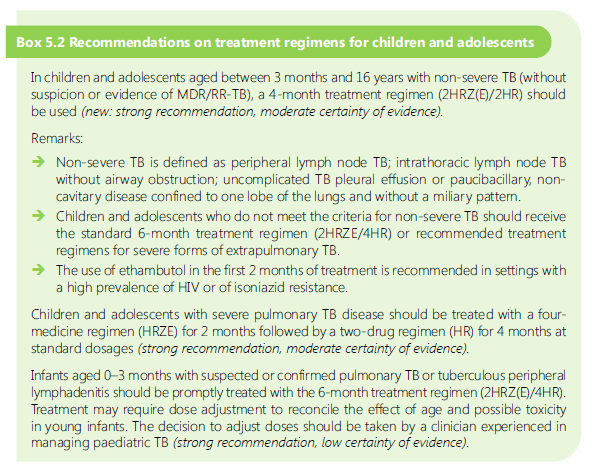 Box 5.2 Recommendations on treatment regimens for children and adolescents
In children and adolescents aged between 3 months and 16 years with non-severe TB (without
suspicion or evidence of MDR/RR-TB), a 4-month treatment regimen (2HRZ(E)/2HR) should
be used (new: strong recommendation, moderate certainty of evidence).
Remarks:
➔ Non-severe TB is defined as peripheral lymph node TB; intrathoracic lymph node TB
without airway obstruction; uncomplicated TB pleural effusion or paucibacillary, non-
cavitary disease confined to one lobe of the lungs and without a miliary pattern.
➔ Children and adolescents who do not meet the criteria for non-severe TB should receive
the standard 6-month treatment regimen (2HRZE/4HR) or recommended treatment
regimens for severe forms of extrapulmonary TB.
➔ The use of ethambutol in the first 2 months of treatment is recommended in settings with
a high prevalence of HIV or of isoniazid resistance.
Children and adolescents with severe pulmonary TB disease should be treated with a four-
medicine regimen (HRZE) for 2 months followed by a two-drug regimen (HR) for 4 months at
standard dosages (strong recommendation, moderate certainty of evidence).
Infants aged 0–3 months with suspected or confirmed pulmonary TB or tuberculous peripheral
lymphadenitis should be promptly treated with the 6-month treatment regimen (2HRZ(E)/4HR).
Treatment may require dose adjustment to reconcile the effect of age and possible toxicity
in young infants. The decision to adjust doses should be taken by a clinician experienced in
managing paediatric TB (strong recommendation, low certainty of evidence).